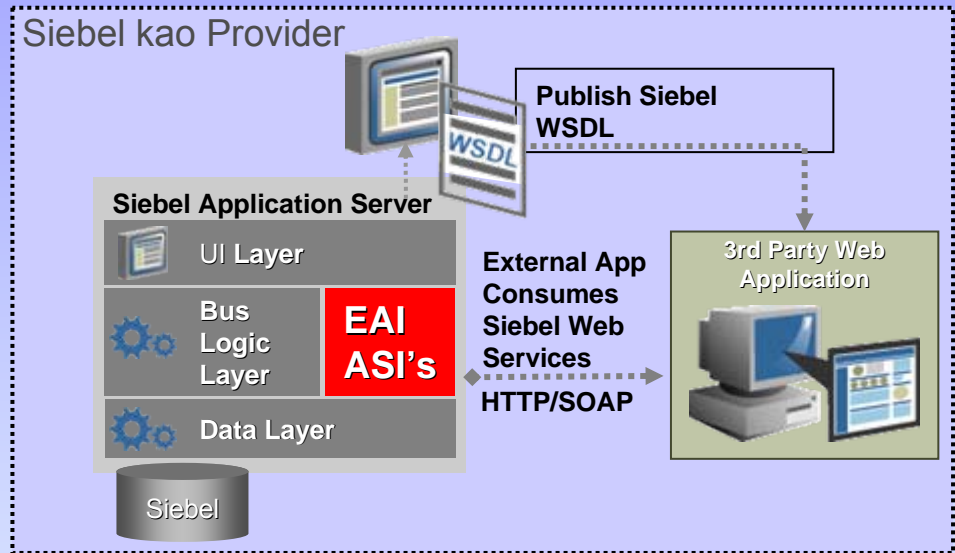 Siebel kao Provider
Publish Siebel
WSDL
WSDL
Siebel Application Server
UI Layer
Bus
Logic
Layer
EAI
ASI's
Data Layer
Siebel
External App
Consumes
Siebel Web
Services
HTTP/SOAP
3rd Party Web
Application